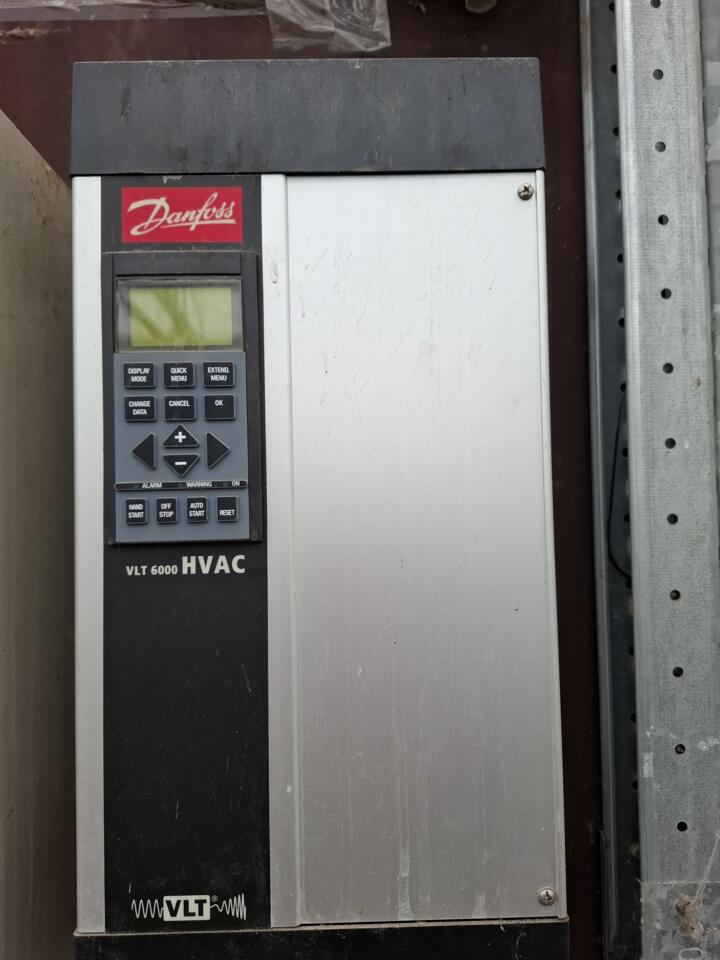 Danfoss
DISPLAY MODE
QUICK MENU
EXTEND. MENU
CHANGE DATA
CANCEL
OK
+
−
ALARM WARNING ON
HAND START
OFF STOP
AUTO START
RESET
VLT 6000 HVAC
VLT®